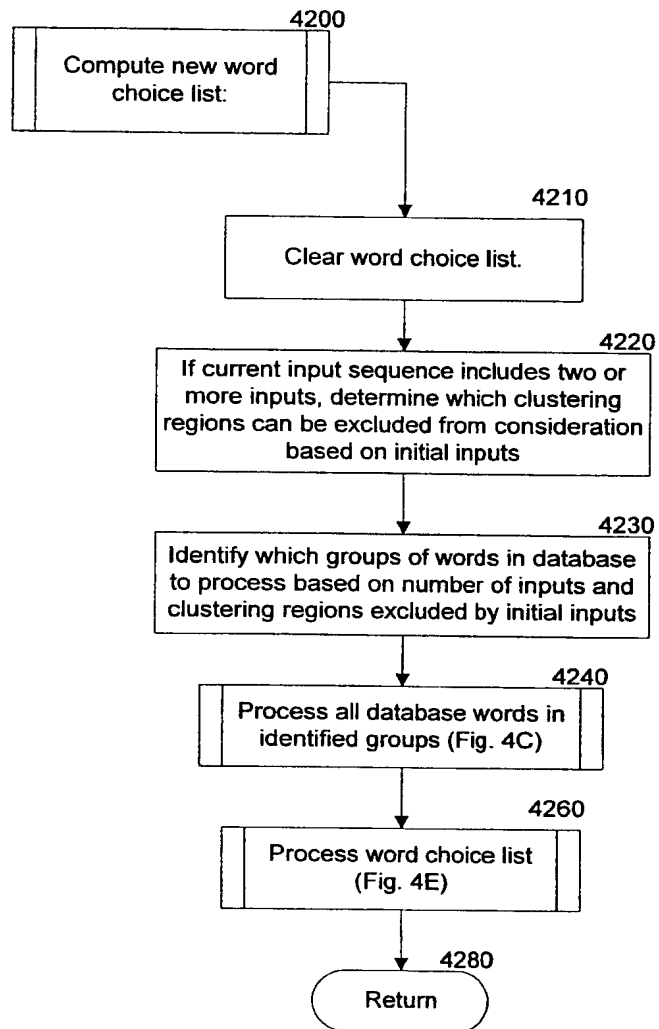 4200
Compute new word
choice list:
4210
Clear word choice list.
4220
If current input sequence includes two or
more inputs, determine which clustering
regions can be excluded from consideration
based on initial inputs
4230
Identify which groups of words in database
to process based on number of inputs and
clustering regions excluded by initial inputs
4240
Process all database words in
identified groups (Fig. 4C)
4260
Process word choice list
(Fig. 4E)
4280
Return